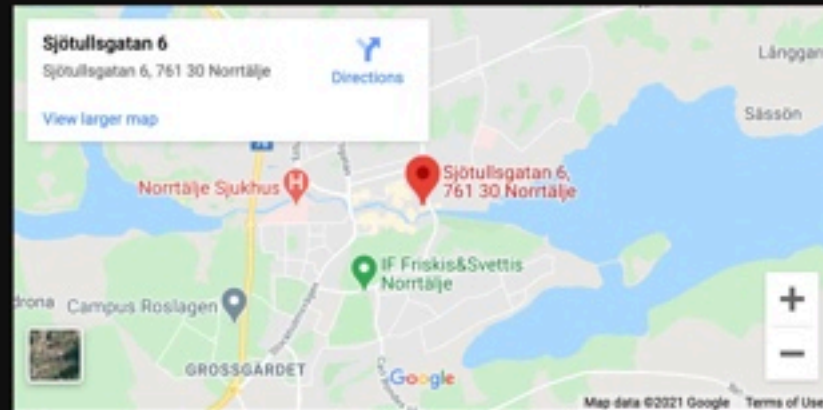 Sjötullsgatan 6
Sjötullsgatan 6, 761 30 Norrtälje
Directions
View larger map
Långgar
Sässön
Norrtälje Sjukhus
H
Sjötullsgatan 6,
761 30 Norrtälje
IF Friskis&Svettis
Norrtälje
drona
Campus Roslagen
GROSSGÄRDET
Google
+
−
Map data ©2021 Google
Terms of Use